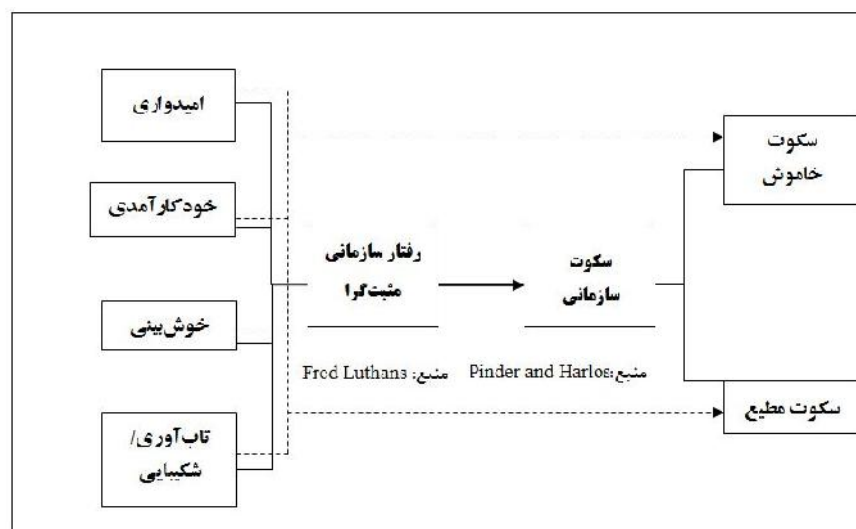 امیدواری
خودکارآمدی
خوش‌بینی
تاب‌آوری/
شکیبایی
رفتار سازمانی
مثبت‌گرا
منبع: Fred Luthans
سکوت
سازمانی
منبع:Pinder and Harlos
سکوت
خاموش
سکوت مطیع